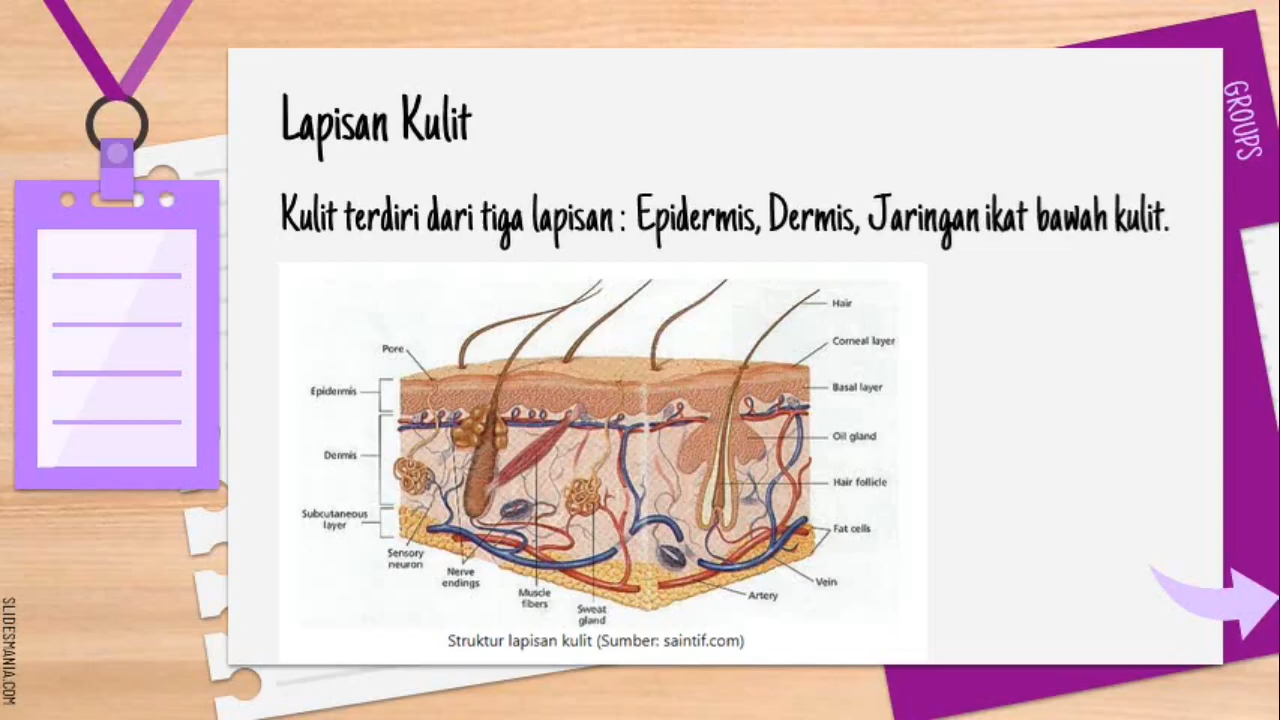 Lapisan Kulit
Kulit terdiri dari tiga lapisan : Epidermis, Dermis, Jaringan ikat bawah kulit.
Pore
Epidermis
Dermis
Subcutaneous
layer
Sensory
neuron
Nerve
endings
Muscle
fibers
Sweat
gland
Hair
Corneal layer
Basal layer
Oil gland
Hair follicle
Fat cells
Vein
Artery
Struktur lapisan kulit (Sumber: saintif.com)
GROUPS
SLIDESMANIA.COM